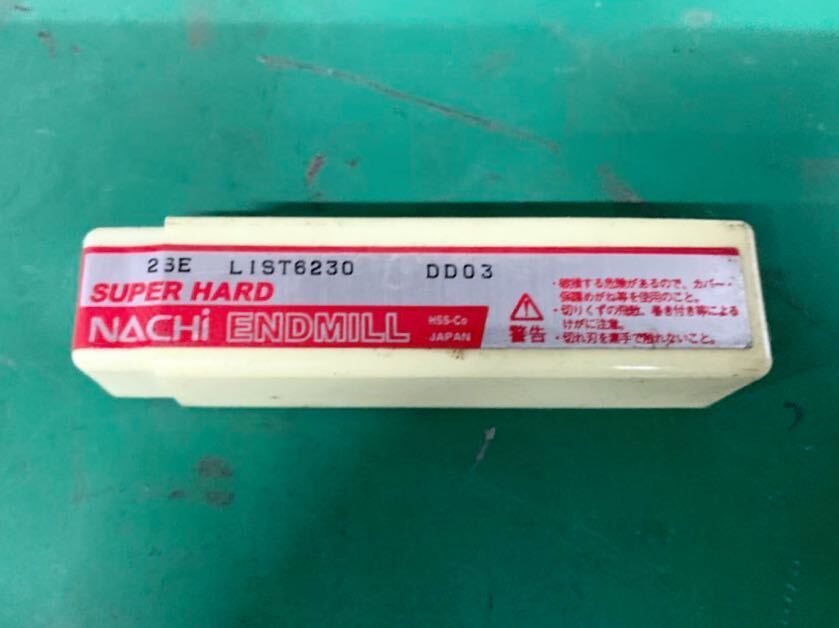 2SE LIST6230 DD03
SUPER HARD
NACHi ENDMILL HSS-Co JAPAN
警告
・破損する危険があるので、カバー・
保護めがね等を使用のこと。
・切りくずの飛散、巻き付き等による
けがに注意。
・切れ刃を素手で触れないこと。